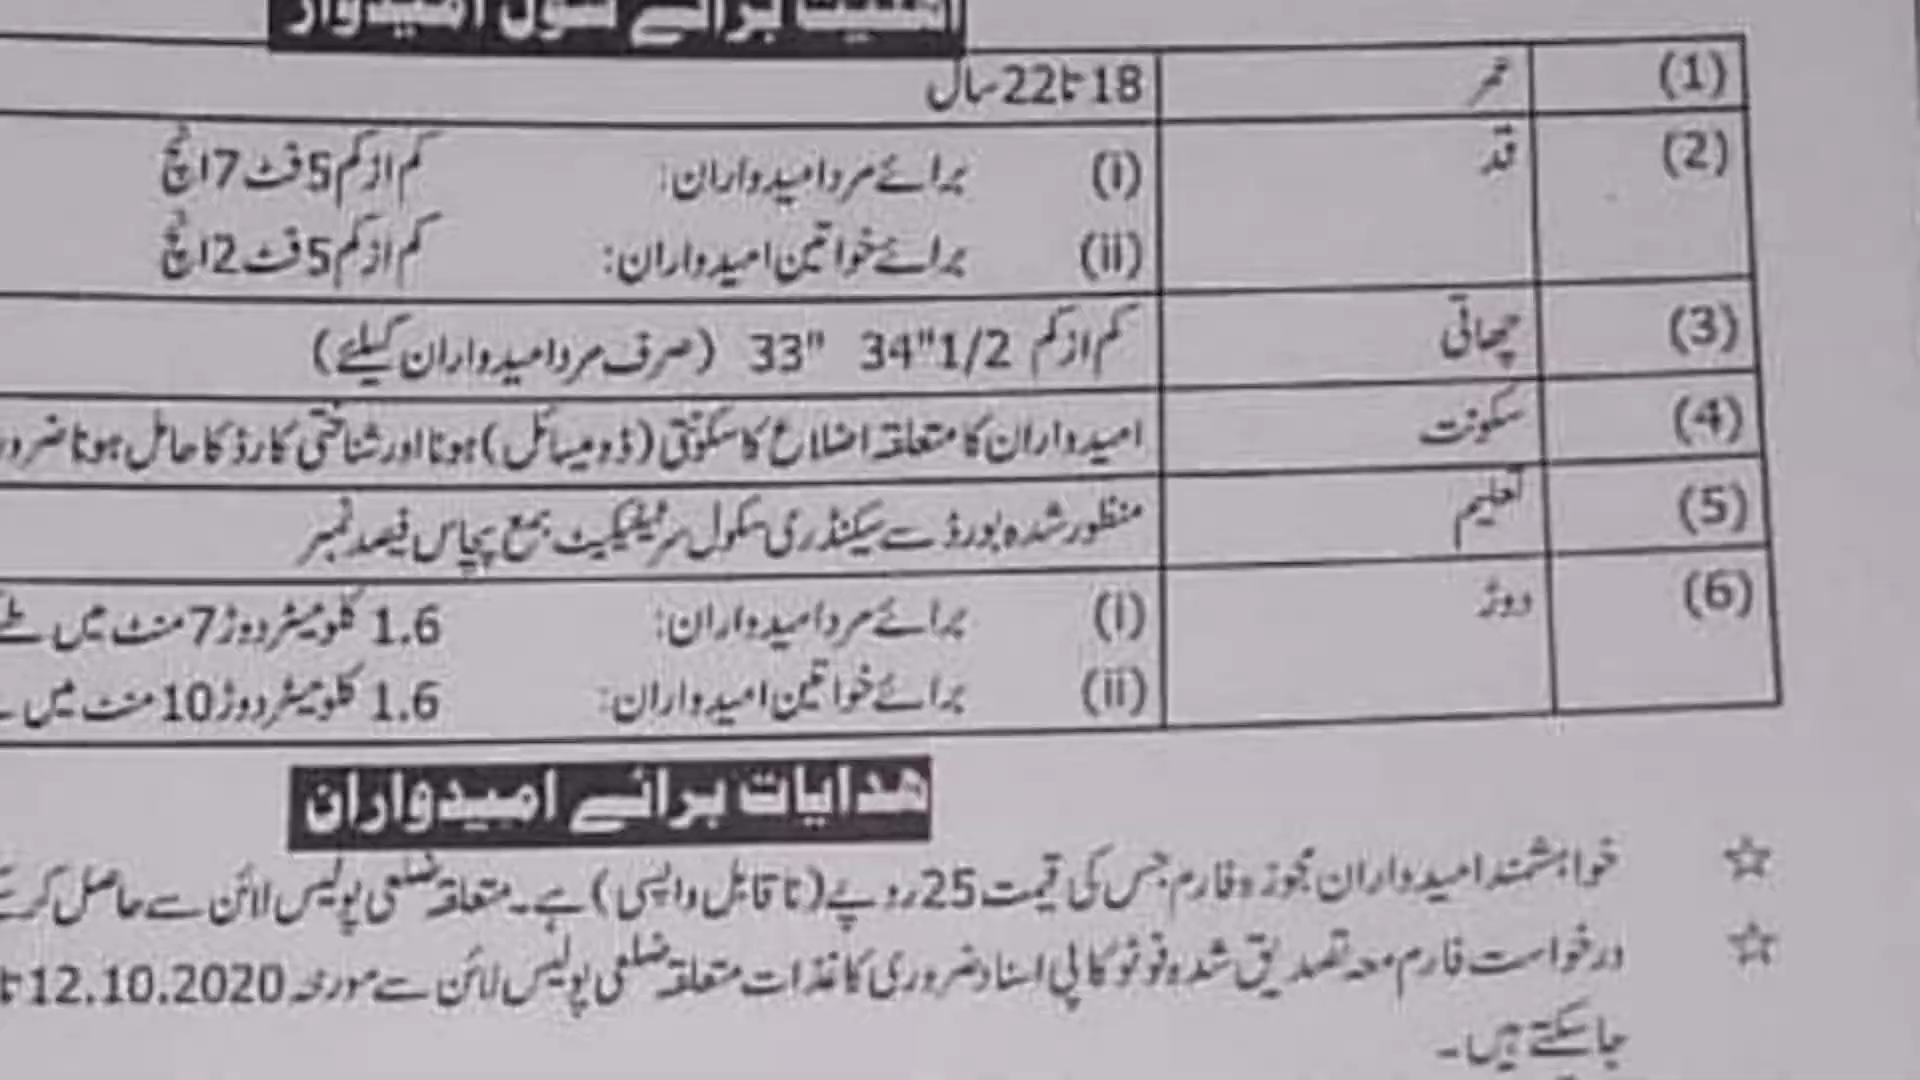 اہلیت برائے سول امیدوار
(1) عمر 18 تا 22 سال
(2) قد (i) برائے مرد امیدواران: کم از کم 5 فٹ 7 انچ
(ii) برائے خواتین امیدواران: کم از کم 5 فٹ 2 انچ
(3) چھاتی کم از کم 34"1/2 33" (صرف مرد امیدواران کیلئے)
(4) سکونت امیدواران کا متعلقہ اضلاع کا سکونتی (ڈومیسائل) ہونا اور شناختی کارڈ کا حامل ہونا
(5) تعلیم منظور شدہ بورڈ سے سیکنڈری سکول سرٹیفیکیٹ بمع پچاس فیصد نمبر
(6) دوڑ (i) برائے مرد امیدواران: 1.6 کلومیٹر دوڑ 7 منٹ میں
(ii) برائے خواتین امیدواران: 1.6 کلومیٹر دوڑ 10 منٹ میں
ھدایات برائے امیدواران
☆ خواہشمند امیدواران مجوزہ فارم جس کی قیمت 25 روپے (نا قابل واپسی) ہے۔ متعلقہ ضلعی پولیس لائن سے حاصل کر
☆ درخواست فارم معہ تصدیق شدہ فوٹو کاپی اسناد ضروری کاغذات متعلقہ ضلعی پولیس لائن سے مورخہ 12.10.2020 تا
جا سکتے ہیں۔